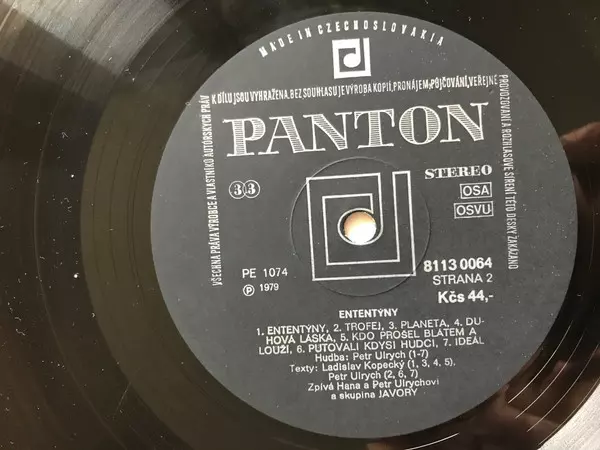 MADE IN CZECHOSLOVAKIA
VŠECHNA PRÁVA VÝROBCE A VLASTNÍKŮ AUTORSKÝCH PRÁV K DÍLU JSOU VYHRAŽENA. BEZ SOUHLASU JE VÝROBA KOPIÍ, PRONÁJEM, PŮJČOVÁNÍ, VEŘEJNÉ PROVOZOVÁNÍ A ROZHLASOVÉ ŠÍŘENÍ TÉTO DESKY ZAKÁZÁNO
PANTON
STEREO
33
OSA
OSVU
PE 1074
Ⓟ 1979
8113 0064
STRANA 2
Kčs 44,-
ENTENTÝNY
1. ENTENTÝNY, 2. TROFEJ, 3. PLANETA, 4. DU-
HOVÁ LÁSKA, 5. KDO PROŠEL BLÁTEM A
LOUŽÍ, 6. PUTOVALI KDYSI HUDCI, 7. IDEÁL
Hudba: Petr Ulrych (1-7)
Texty: Ladislav Kopecký (1, 3, 4, 5),
Petr Ulrych (2, 6, 7)
Zpívá Hana a Petr Ulrychovi
a skupina JAVORY